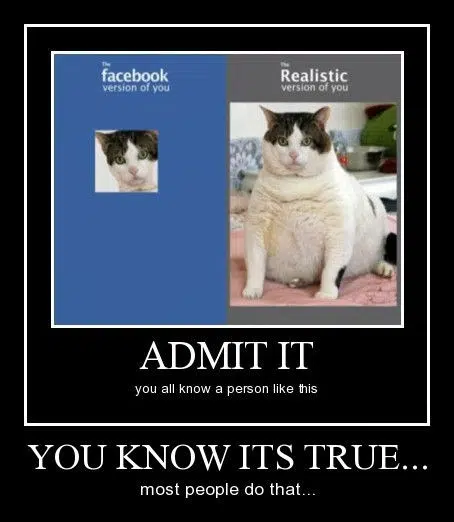 The
facebook
version of you
The
Realistic
version of you
ADMIT IT
you all know a person like this
YOU KNOW ITS TRUE...
most people do that...